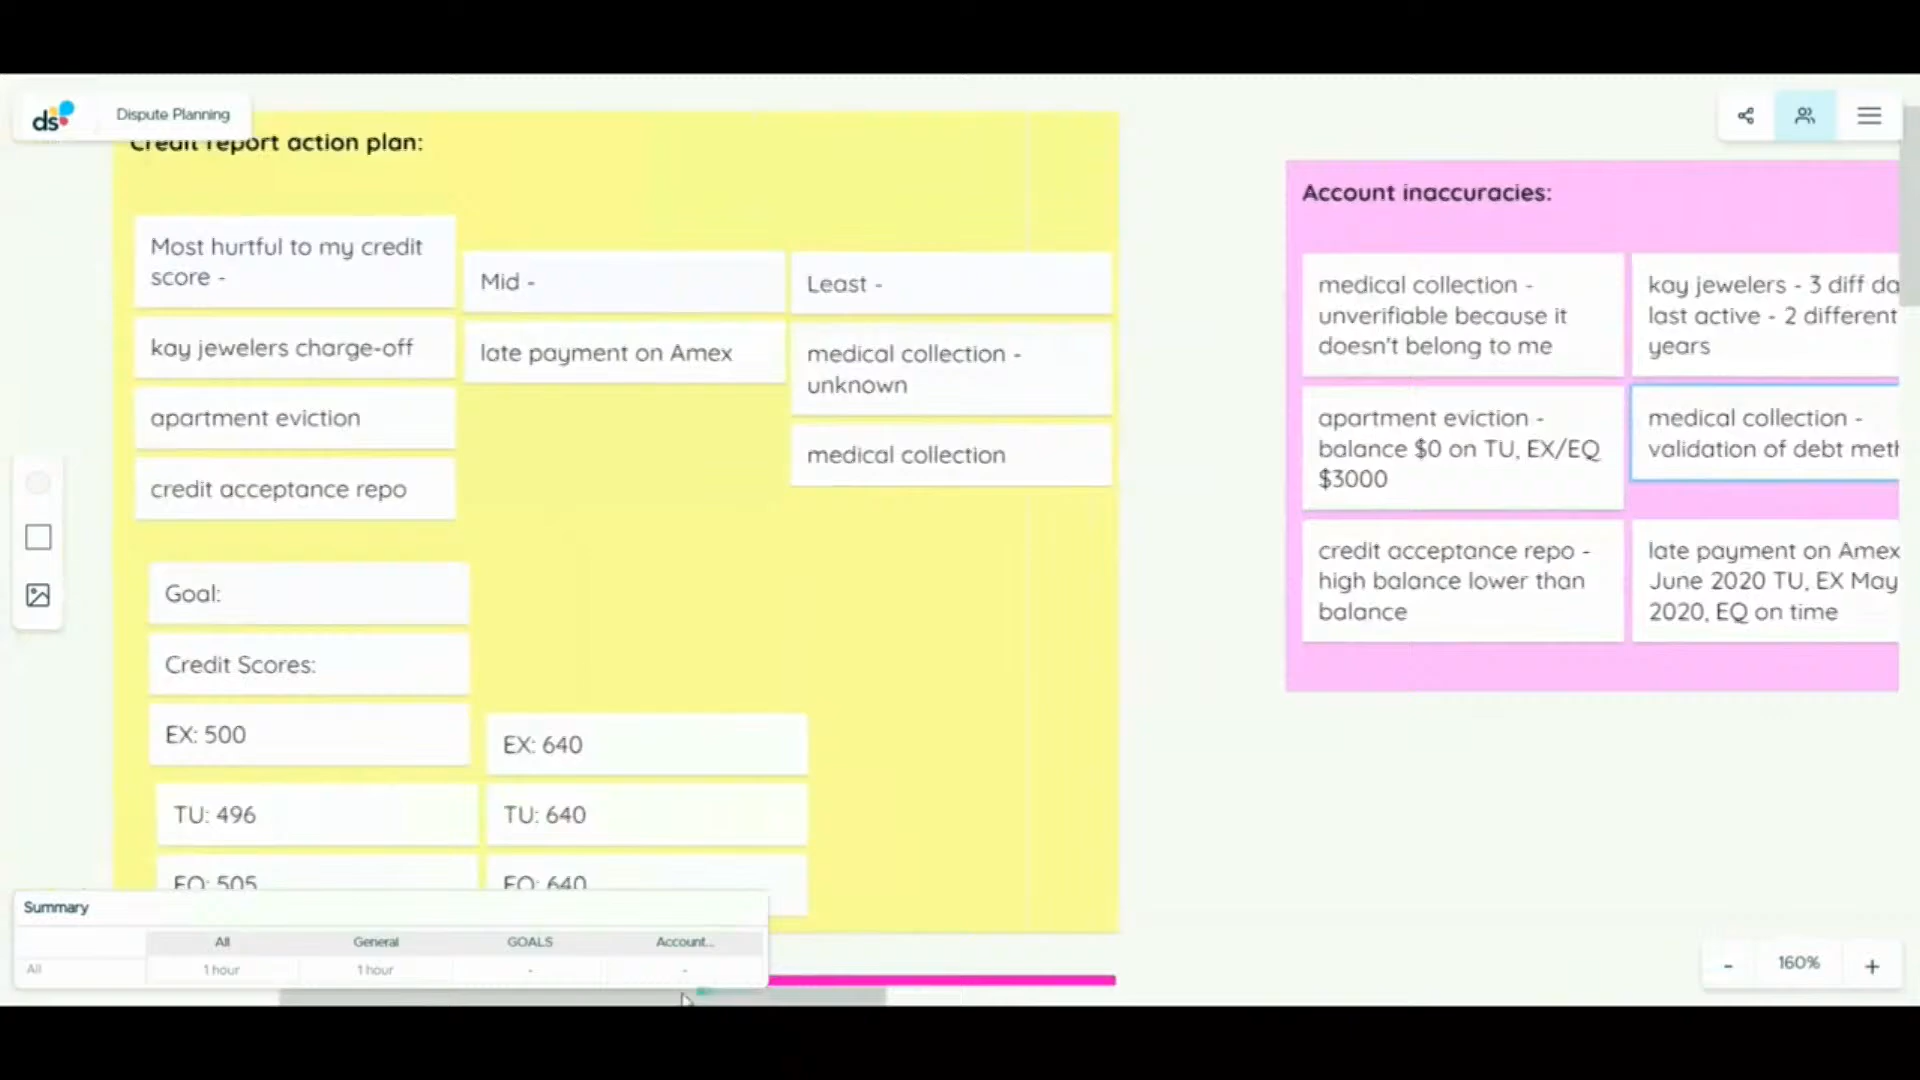 ds
Dispute Planning
Credit report action plan:
Most hurtful to my credit
score -
kay jewelers charge-off
apartment eviction
credit acceptance repo
Mid -
late payment on Amex
Least -
medical collection -
unknown
medical collection
Goal:
Credit Scores:
EX: 500
TU: 496
EQ: 505
EX: 640
TU: 640
EQ: 640
Account inaccuracies:
medical collection -
unverifiable because it
doesn't belong to me
kay jewelers - 3 diff
last active - 2 different
years
apartment eviction -
balance $0 on TU, EX/EQ
$3000
medical collection -
validation of debt
credit acceptance repo -
high balance lower than
balance
late payment on Amex
June 2020 TU, EX May
2020, EQ on time
Summary
All General GOALS Account...
All 1 hour 1 hour - -
- 160% +